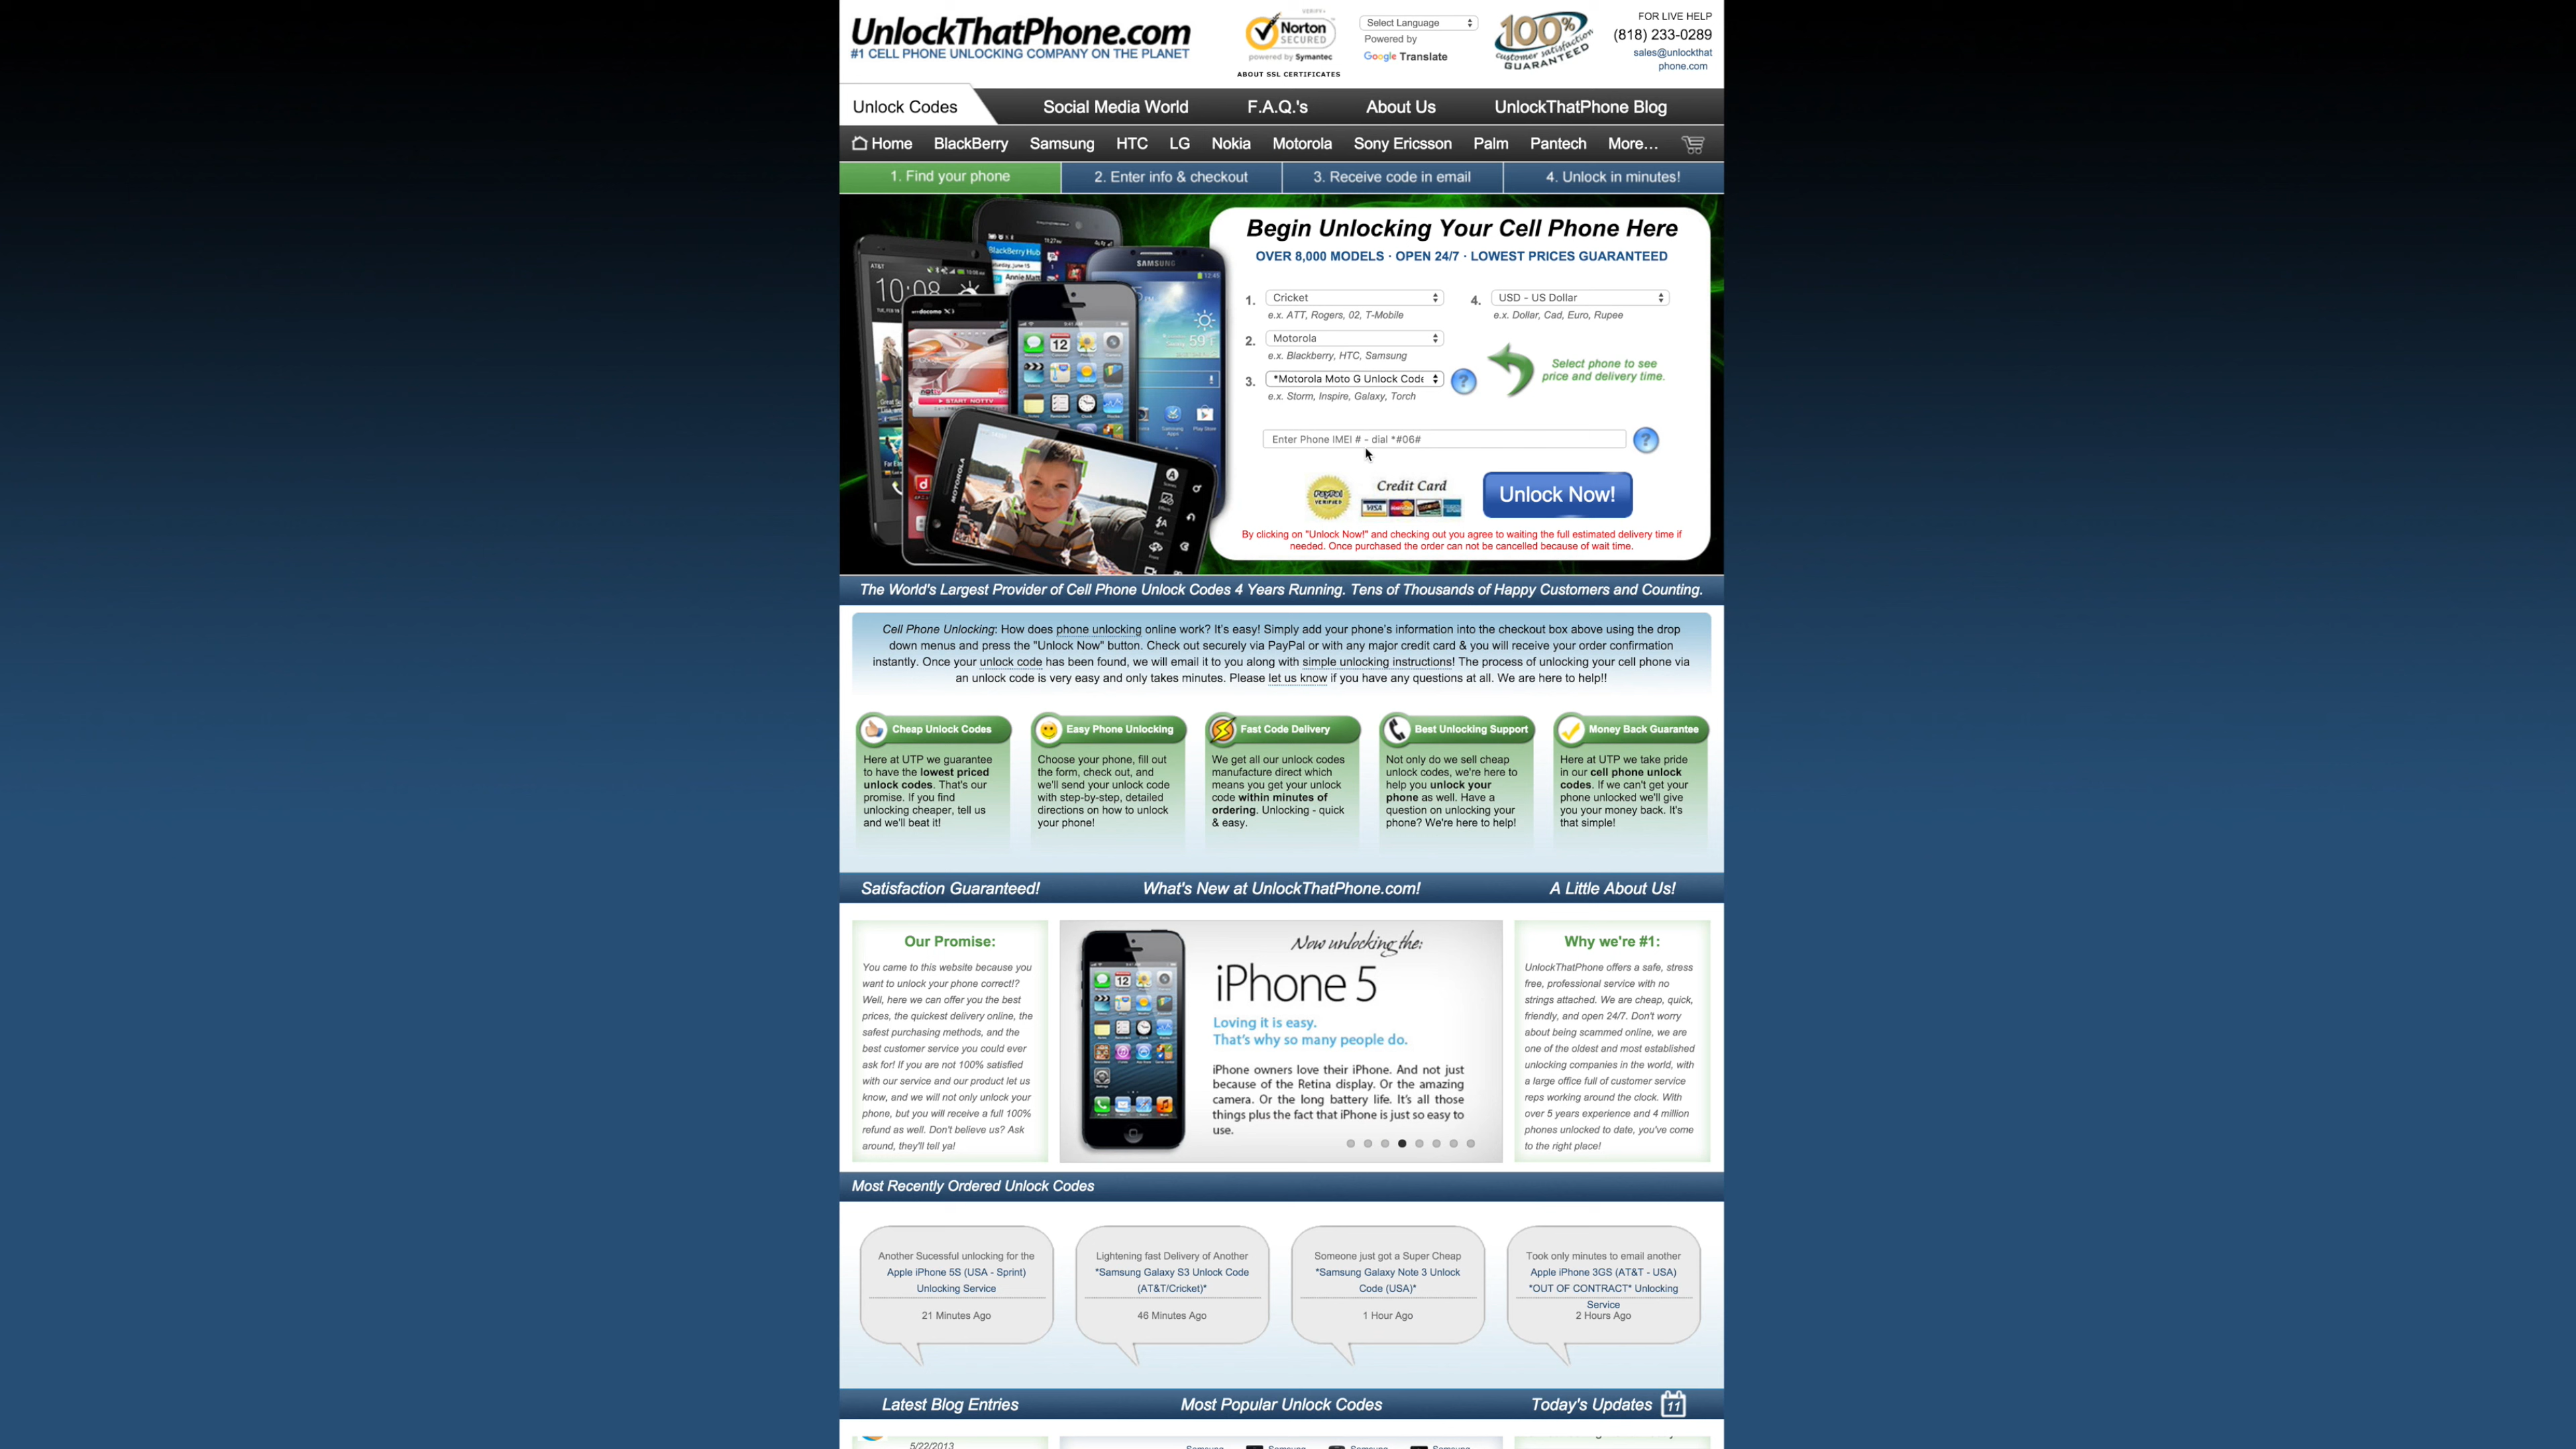 UnlockThatPhone.com
#1 CELL PHONE UNLOCKING COMPANY ON THE PLANET
VERIFY
Norton
SECURED
powered by Symantec
ABOUT SSL CERTIFICATES
Select Language
Powered by
Google Translate
100%
customer satisfaction
GUARANTEED
FOR LIVE HELP
(818) 233-0289
sales@unlockthat
phone.com
Unlock Codes
Social Media World
F.A.Q.'s
About Us
UnlockThatPhone Blog
Home
BlackBerry
Samsung
HTC
LG
Nokia
Motorola
Sony Ericsson
Palm
Pantech
More...
1. Find your phone
2. Enter info & checkout
3. Receive code in email
4. Unlock in minutes!
AT&T
10:08
BlackBerry Hub
SAMSUNG
12:45
59°
12
MOTOROLA
START NOTTV
Begin Unlocking Your Cell Phone Here
OVER 8,000 MODELS · OPEN 24/7 · LOWEST PRICES GUARANTEED
1. Cricket
e.x. ATT, Rogers, 02, T-Mobile
4. USD - US Dollar
e.x. Dollar, Cad, Euro, Rupee
2. Motorola
e.x. Blackberry, HTC, Samsung
3. *Motorola Moto G Unlock Code
?
e.x. Storm, Inspire, Galaxy, Torch
Select phone to see
price and delivery time.
Enter Phone IMEI # - dial *#06#
?
PayPal
VERIFIED
Credit Card
VISA
Unlock Now!
By clicking on "Unlock Now!" and checking out you agree to waiting the full estimated delivery time if
needed. Once purchased the order can not be cancelled because of wait time.
The World's Largest Provider of Cell Phone Unlock Codes 4 Years Running. Tens of Thousands of Happy Customers and Counting.
Cell Phone Unlocking: How does phone unlocking online work? It's easy! Simply add your phone's information into the checkout box above using the drop
down menus and press the "Unlock Now" button. Check out securely via PayPal or with any major credit card & you will receive your order confirmation
instantly. Once your unlock code has been found, we will email it to you along with simple unlocking instructions! The process of unlocking your cell phone via
an unlock code is very easy and only takes minutes. Please let us know if you have any questions at all. We are here to help!!
Cheap Unlock Codes
Here at UTP we guarantee
to have the lowest priced
unlock codes. That's our
promise. If you find
unlocking cheaper, tell us
and we'll beat it!
Easy Phone Unlocking
Choose your phone, fill out
the form, check out, and
we'll send your unlock code
with step-by-step, detailed
directions on how to unlock
your phone!
Fast Code Delivery
We get all our unlock codes
manufacture direct which
means you get your unlock
code within minutes of
ordering. Unlocking - quick
& easy.
Best Unlocking Support
Not only do we sell cheap
unlock codes, we're here to
help you unlock your
phone as well. Have a
question on unlocking your
phone? We're here to help!
Money Back Guarantee
Here at UTP we take pride
in our cell phone unlock
codes. If we can't get your
phone unlocked we'll give
you your money back. It's
that simple!
Satisfaction Guaranteed!
What's New at UnlockThatPhone.com!
A Little About Us!
Our Promise:
You came to this website because you
want to unlock your phone correct!?
Well, here we can offer you the best
prices, the quickest delivery online, the
safest purchasing methods, and the
best customer service you could ever
ask for! If you are not 100% satisfied
with our service and our product let us
know, and we will not only unlock your
phone, but you will receive a full 100%
refund as well. Don't believe us? Ask
around, they'll tell ya!
12
Now unlocking the:
iPhone 5
Loving it is easy.
That's why so many people do.
iPhone owners love their iPhone. And not just
because of the Retina display. Or the amazing
camera. Or the long battery life. It's all those
things plus the fact that iPhone is just so easy to
use.
Why we're #1:
UnlockThatPhone offers a safe, stress
free, professional service with no
strings attached. We are cheap, quick,
friendly, and open 24/7. Don't worry
about being scammed online, we are
one of the oldest and most established
unlocking companies in the world, with
a large office full of customer service
reps working around the clock. With
over 5 years experience and 4 million
phones unlocked to date, you've come
to the right place!
Most Recently Ordered Unlock Codes
Another Sucessful unlocking for the
Apple iPhone 5S (USA - Sprint)
Unlocking Service
21 Minutes Ago
Lightening fast Delivery of Another
*Samsung Galaxy S3 Unlock Code
(AT&T/Cricket)*
46 Minutes Ago
Someone just got a Super Cheap
*Samsung Galaxy Note 3 Unlock
Code (USA)*
1 Hour Ago
Took only minutes to email another
Apple iPhone 3GS (AT&T - USA)
*OUT OF CONTRACT* Unlocking
Service
2 Hours Ago
Latest Blog Entries
Most Popular Unlock Codes
Today's Updates
11
5/22/2013